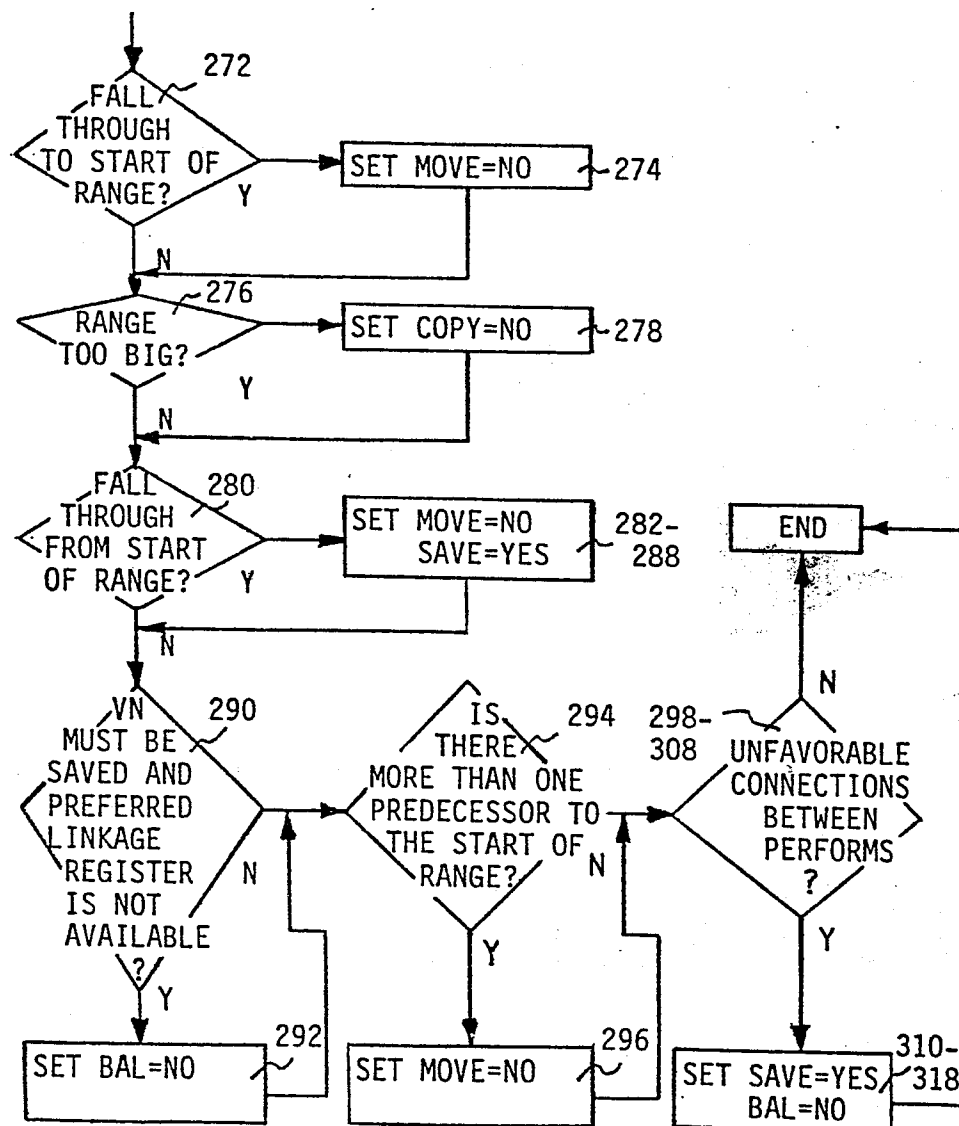 272
FALL
THROUGH
TO START OF
RANGE?
Y
SET MOVE=NO
274
N
276
RANGE
TOO BIG?
Y
SET COPY=NO
278
N
280
FALL
THROUGH
FROM START
OF RANGE?
Y
SET MOVE=NO
SAVE=YES
282-
288
N
END
VN
MUST BE
SAVED AND
PREFERRED
LINKAGE
REGISTER
IS NOT
AVAILABLE
?
290
N
Y
SET BAL=NO
292
IS
THERE
MORE THAN ONE
PREDECESSOR TO
THE START OF
RANGE?
294
N
Y
SET MOVE=NO
296
N
298-
308
UNFAVORABLE
CONNECTIONS
BETWEEN
PERFORMS
?
Y
SET SAVE=YES
BAL=NO
310-
318